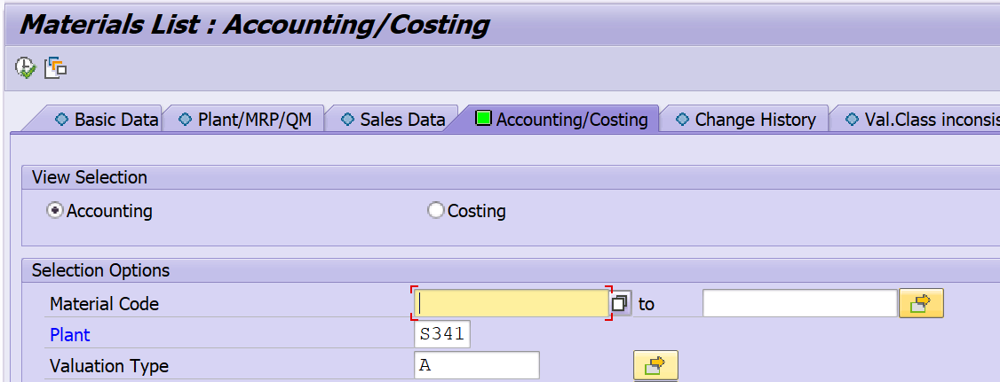 Materials List : Accounting/Costing
Basic Data Plant/MRP/QM Sales Data Accounting/Costing Change History Val.Class inconsis
View Selection
Accounting Costing
Selection Options
Material Code to
Plant S341
Valuation Type A